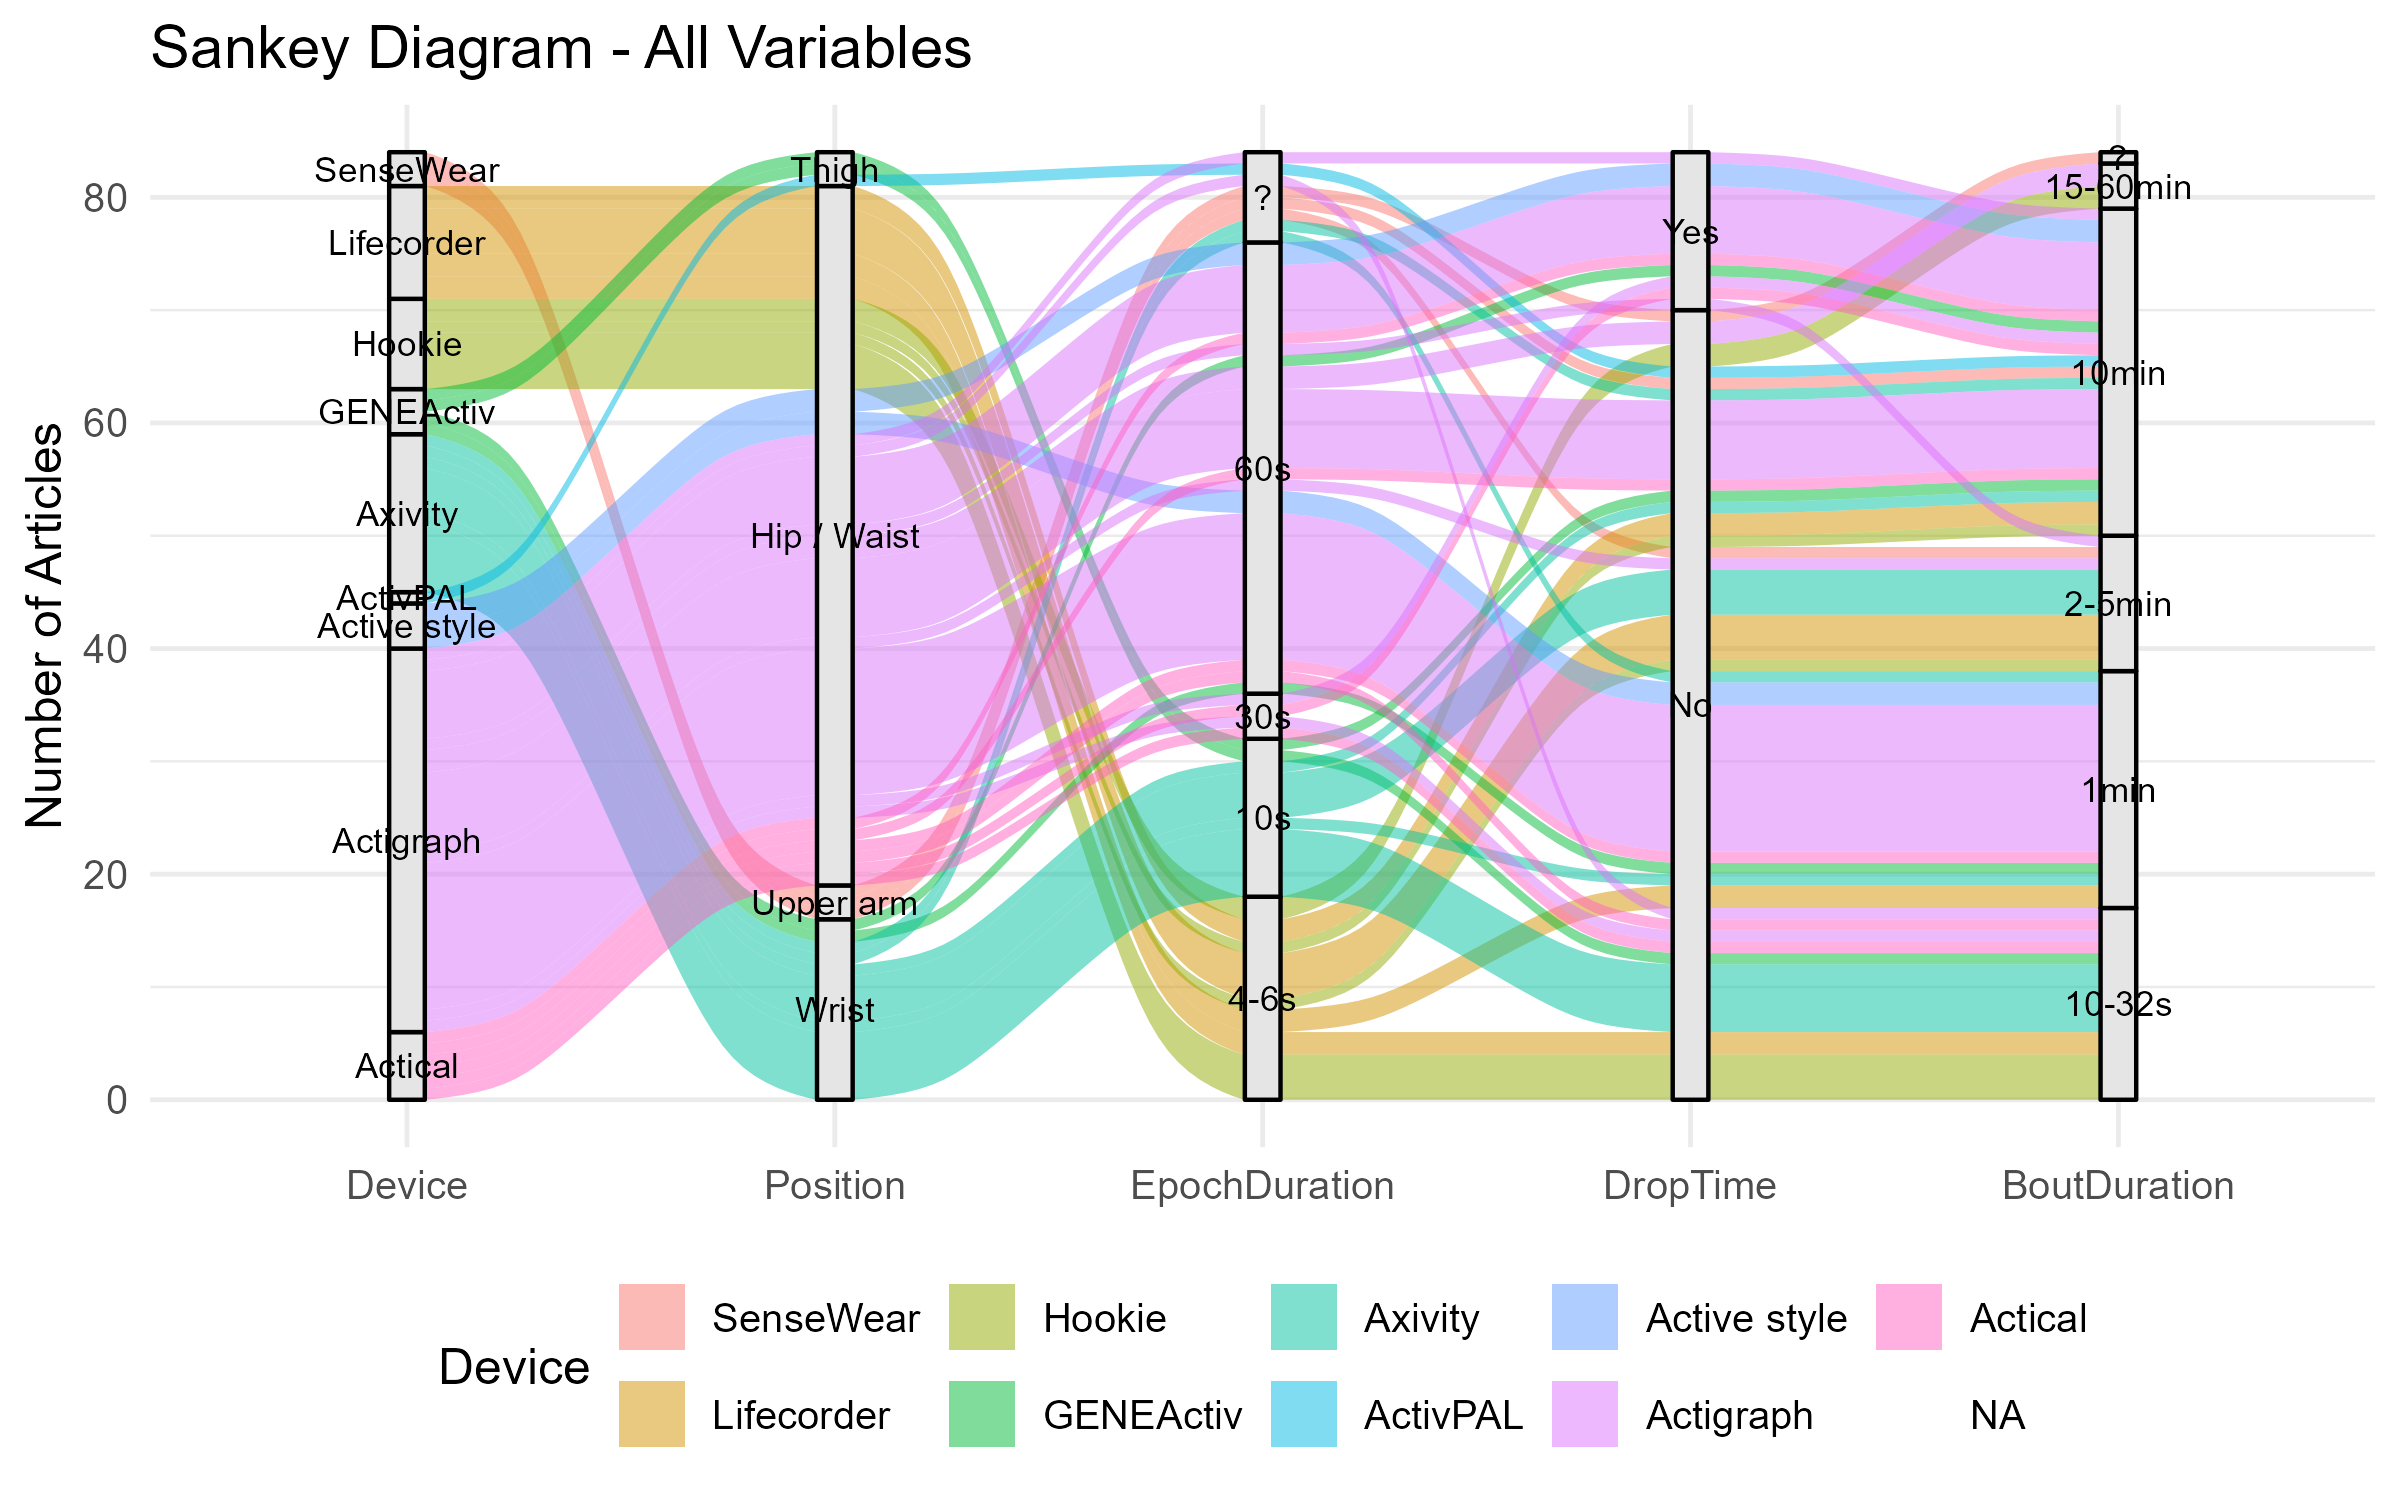 Sankey Diagram - All Variables
Number of Articles
80
60
40
20
0
SenseWear
Lifecorder
Hookie
GENEActiv
Axivity
ActivPAL
Active style
Actigraph
Actical
Thigh
Hip / Waist
Upper arm
Wrist
?
60s
30s
10s
4-6s
Yes
No
?
15-60min
10min
2-5min
1min
10-32s
Device
Position
EpochDuration
DropTime
BoutDuration
Device
SenseWear
Hookie
Axivity
Active style
Actical
Lifecorder
GENEActiv
ActivPAL
Actigraph
NA